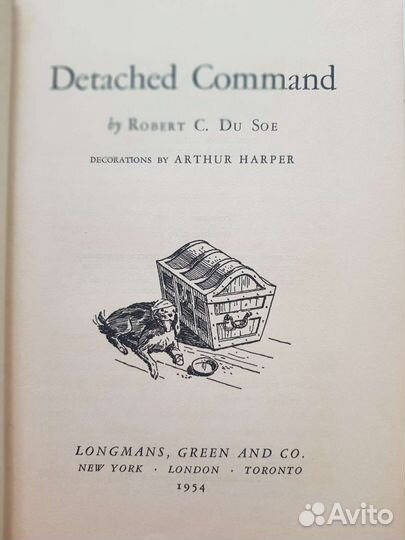 Detached Command
by ROBERT C. DU SOE
DECORATIONS BY ARTHUR HARPER
LONGMANS, GREEN AND CO.
NEW YORK · LONDON · TORONTO
1954
Avito